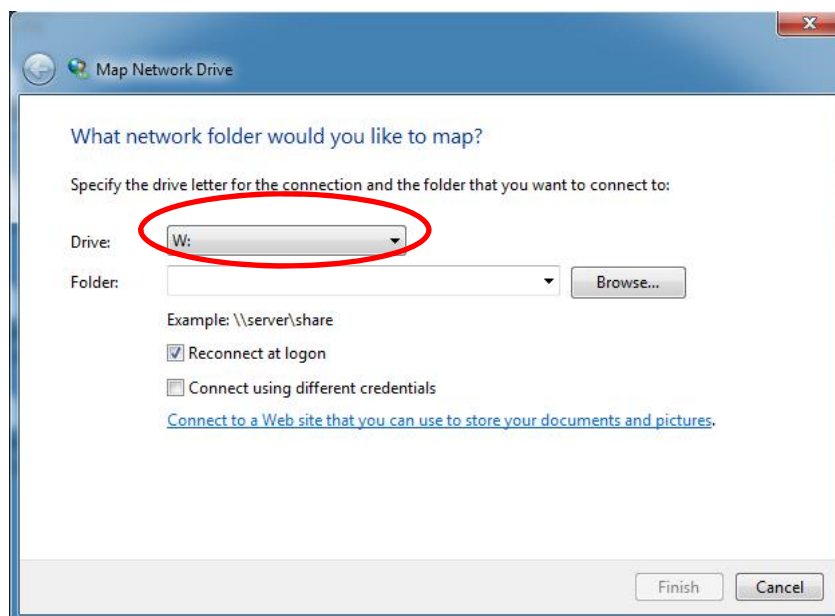 Map Network Drive
What network folder would you like to map?
Specify the drive letter for the connection and the folder that you want to connect to:
Drive: W:
Folder: Browse...
Example: \\server\share
Reconnect at logon
Connect using different credentials
Connect to a Web site that you can use to store your documents and pictures.
Finish Cancel